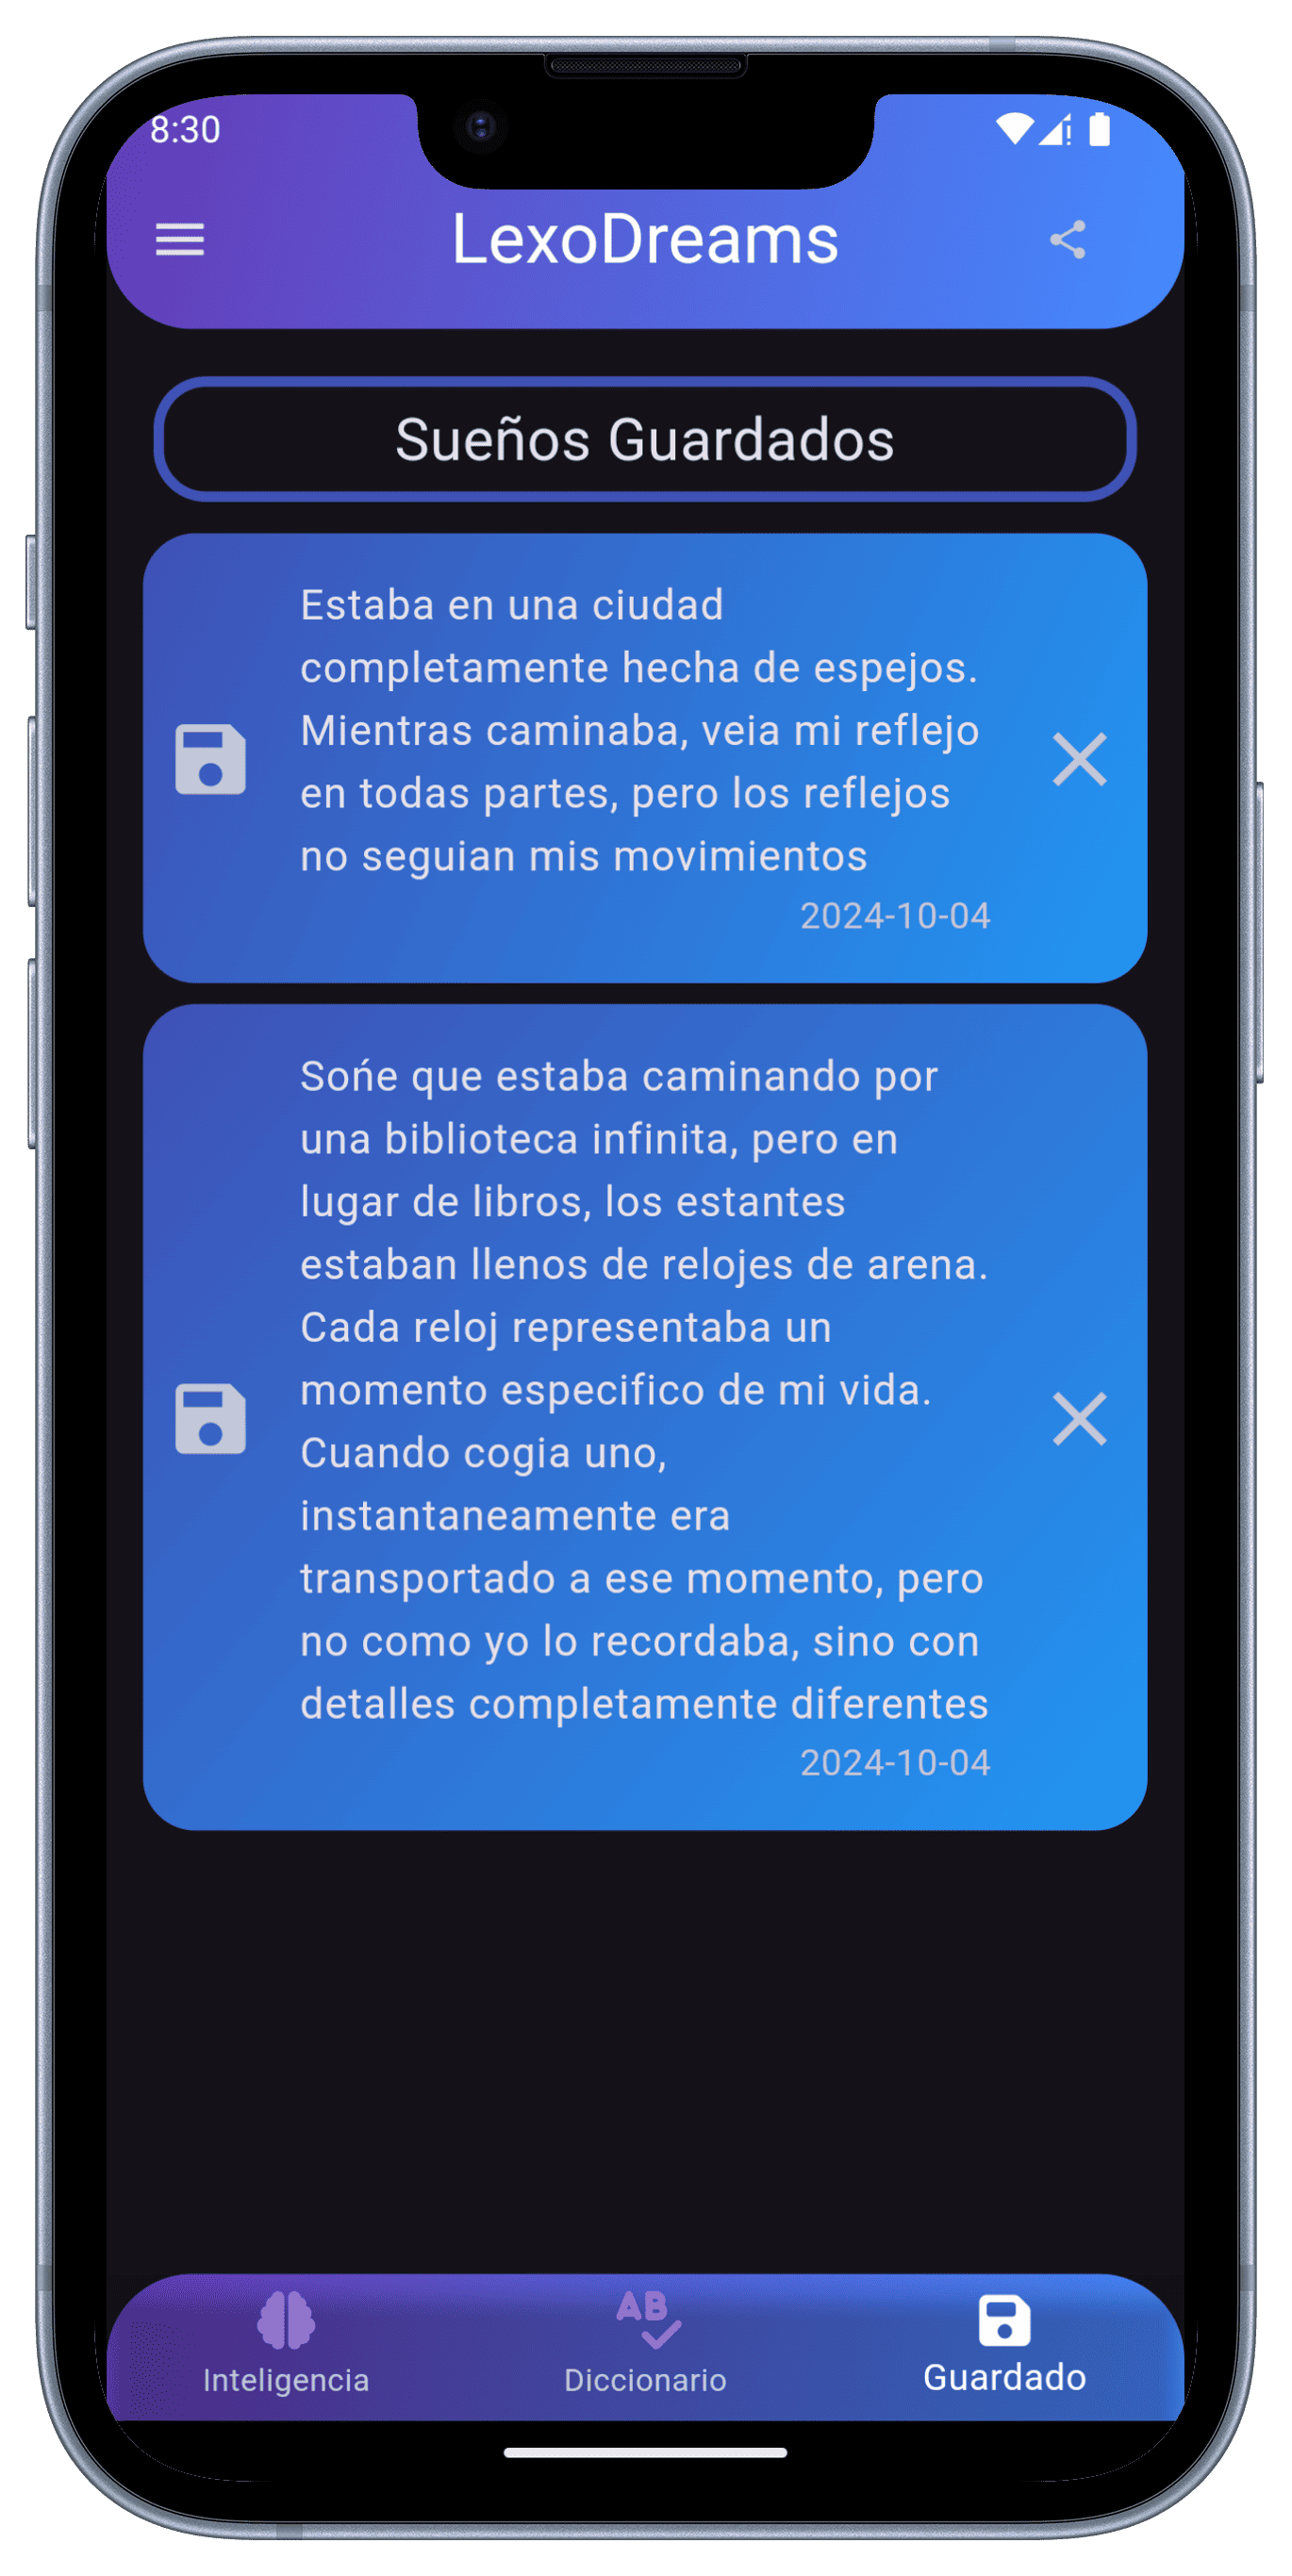 8:30
LexoDreams
Sueños Guardados
Estaba en una ciudad
completamente hecha de espejos.
Mientras caminaba, veia mi reflejo
en todas partes, pero los reflejos
no seguian mis movimientos
2024-10-04
Sońe que estaba caminando por
una biblioteca infinita, pero en
lugar de libros, los estantes
estaban llenos de relojes de arena.
Cada reloj representaba un
momento especifico de mi vida.
Cuando cogia uno,
instantaneamente era
transportado a ese momento, pero
no como yo lo recordaba, sino con
detalles completamente diferentes
2024-10-04
AB
Inteligencia Diccionario Guardado